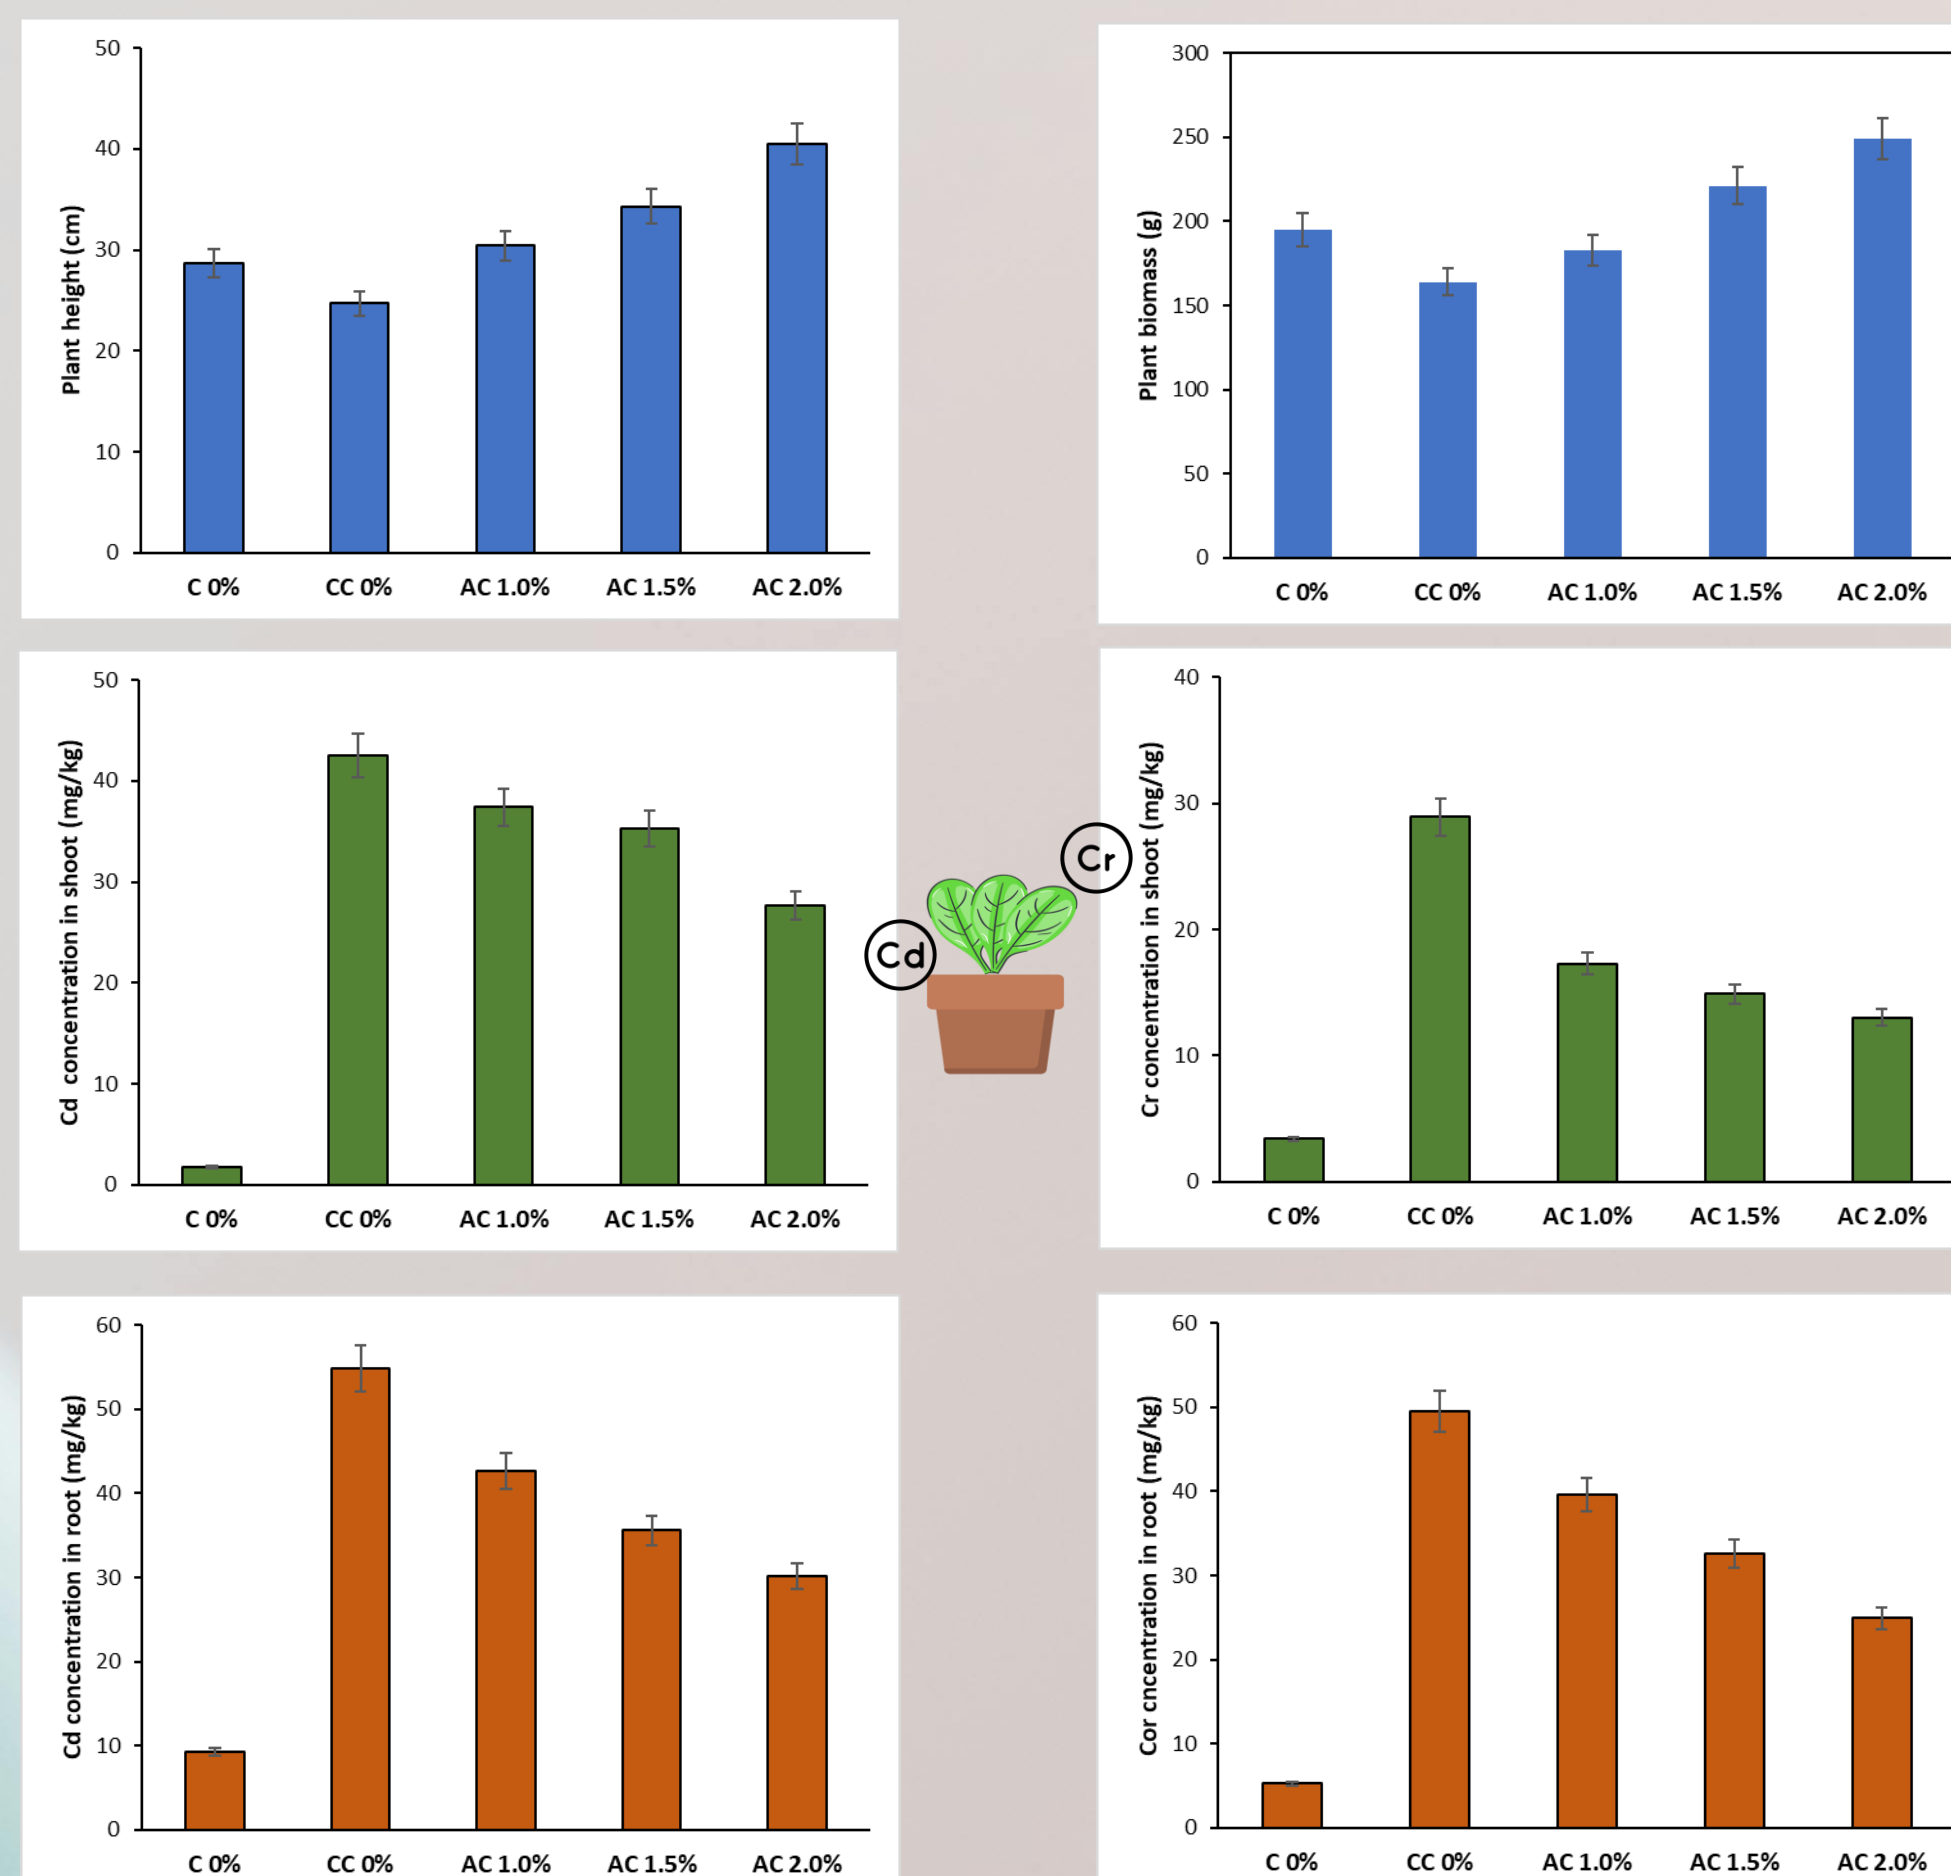 50
40
30
20
10
0
Plant height (cm)
C 0% CC 0% AC 1.0% AC 1.5% AC 2.0%
300
250
200
150
100
50
0
Plant biomass (g)
C 0% CC 0% AC 1.0% AC 1.5% AC 2.0%
50
40
30
20
10
0
Cd concentration in shoot (mg/kg)
C 0% CC 0% AC 1.0% AC 1.5% AC 2.0%
Cd
Cr
40
30
20
10
0
Cr concentration in shoot (mg/kg)
C 0% CC 0% AC 1.0% AC 1.5% AC 2.0%
60
50
40
30
20
10
0
Cd concentration in root (mg/kg)
C 0% CC 0% AC 1.0% AC 1.5% AC 2.0%
60
50
40
30
20
10
0
Cor cncentration in root (mg/kg)
C 0% CC 0% AC 1.0% AC 1.5% AC 2.0%